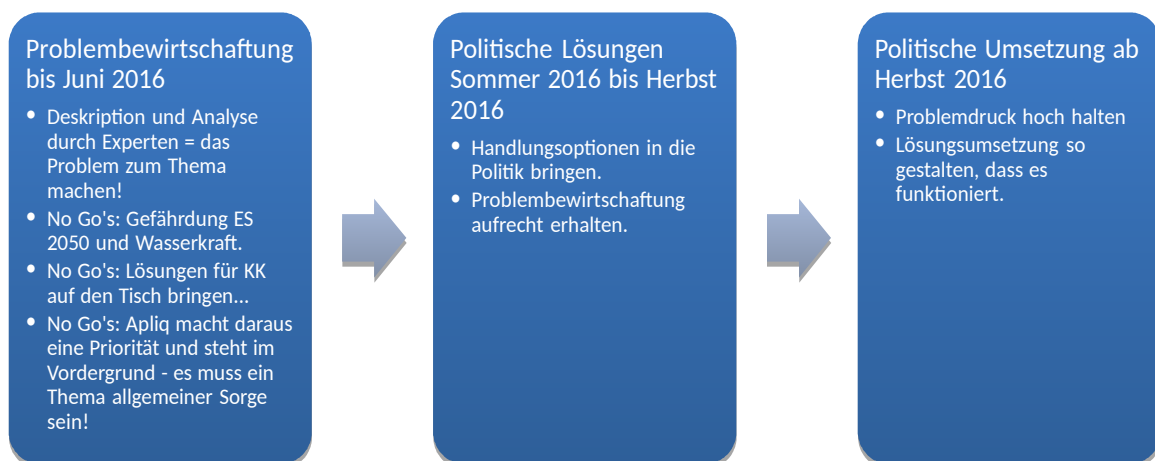 Problembewirtschaftung
bis Juni 2016
• Deskription und Analyse
durch Experten = das
Problem zum Thema
machen!
• No Go's: Gefährdung ES
2050 und Wasserkraft.
• No Go's: Lösungen für KK
auf den Tisch bringen...
• No Go's: Apliq macht daraus
eine Priorität und steht im
Vordergrund - es muss ein
Thema allgemeiner Sorge
sein!
Politische Lösungen
Sommer 2016 bis Herbst
2016
• Handlungsoptionen in die
Politik bringen.
• Problembewirtschaftung
aufrecht erhalten.
Politische Umsetzung ab
Herbst 2016
• Problemdruck hoch halten
• Lösungsumsetzung so
gestalten, dass es
funktioniert.